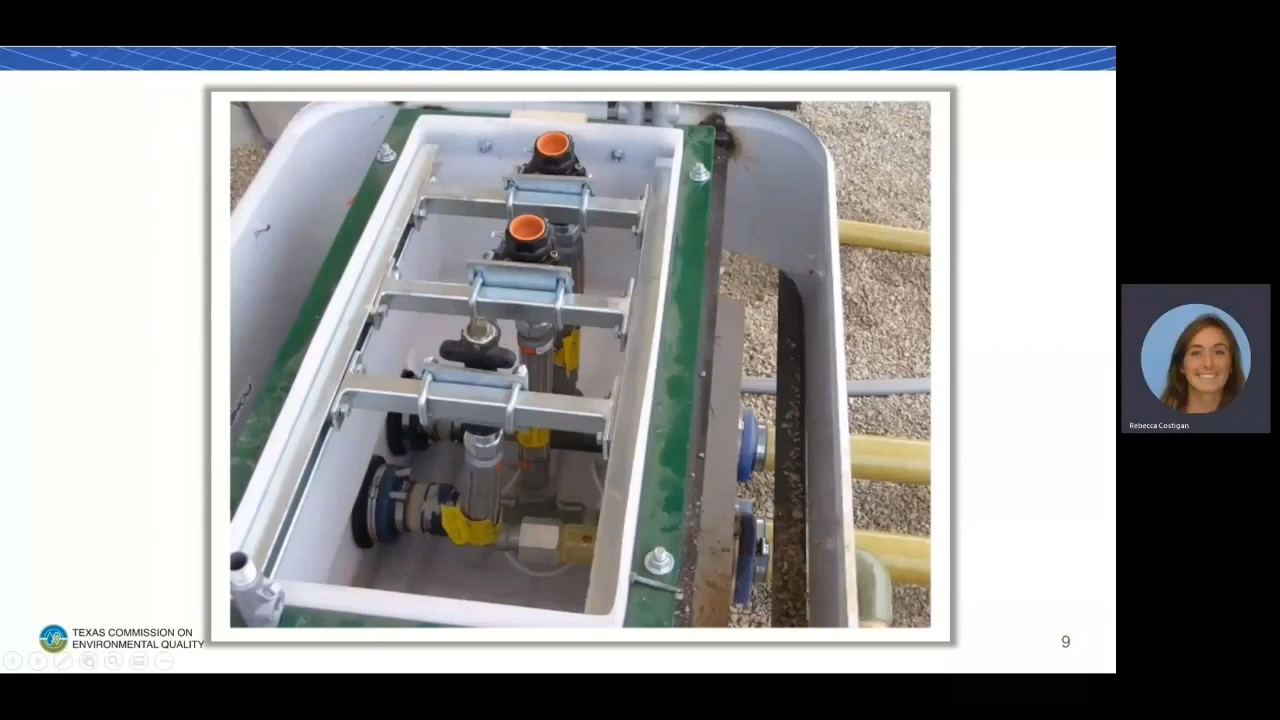 Rebecca Costigan
TEXAS COMMISSION ON
ENVIRONMENTAL QUALITY
9